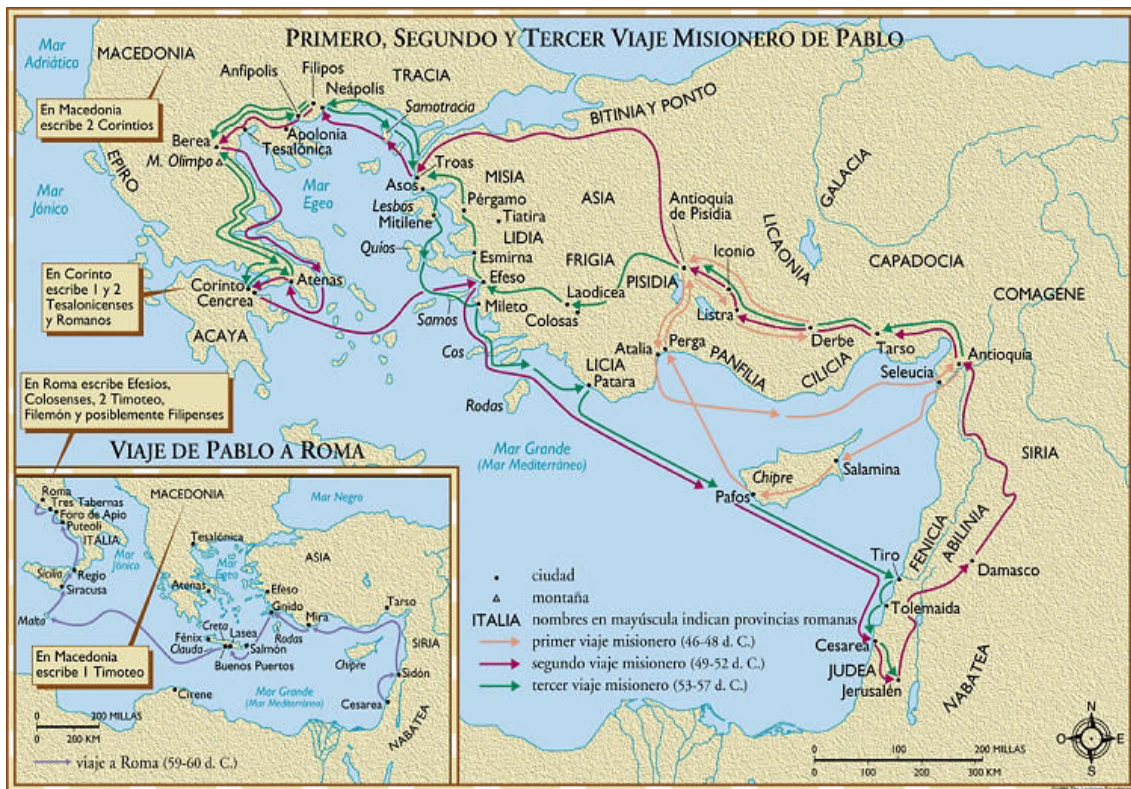 PRIMERO, SEGUNDO Y TERCER VIAJE MISIONERO DE PABLO
Mar
Adriático
MACEDONIA
Anfípolis
Filipos
Neápolis
TRACIA
Samotracia
BITINIA Y PONTO
En Macedonia
escribe 2 Corintios
Berea
M. Olimpo
Apolonia
Tesalónica
EPIRO
Mar
Jónico
Mar
Egeo
Troas
Asos
MISIA
Lesbos
Mitilene
Pérgamo
Tiatira
LIDIA
ASIA
Antioquía
de Pisidia
GALACIA
LICAONIA
CAPADOCIA
COMAGENE
Quios
Esmirna
FRIGIA
PISIDIA
Iconio
En Corinto
escribe 1 y 2
Tesalonicenses
y Romanos
Corinto
Cencrea
Atenas
ACAYA
Efeso
Mileto
Samos
Laodicea
Colosas
Listra
Derbe
Tarso
Antioquía
Cos
Atalia
Perga
PANFILIA
CILICIA
Seleucia
LICIA
Patara
Rodas
En Roma escribe Efesios,
Colosenses, 2 Timoteo,
Filemón y posiblemente Filipenses
Mar Grande
(Mar Mediterráneo)
Chipre
Salamina
Pafos
SIRIA
FENICIA
ABILINIA
Tiro
Damasco
Tolemaida
Cesarea
JUDEA
Jerusalén
NABATEA
ciudad
montaña
ITALIA nombres en mayúscula indican provincias romanas
primer viaje misionero (46-48 d. C.)
segundo viaje misionero (49-52 d. C.)
tercer viaje misionero (53-57 d. C.)
O
N
E
S
0 100 200 MILLAS
0 100 200 300 KM
VIAJE DE PABLO A ROMA
Roma
Tres Tabernas
Foro de Apio
Puteoli
ITALIA
MACEDONIA
Mar Negro
Mar
Jónico
Tesalónica
Mar
Egeo
ASIA
Sicilia
Regio
Siracusa
Atenas
Efeso
Gnido
Mira
Tarso
Malta
Creta
Fénix
Clauda
Lasea
Salmón
Buenos Puertos
Rodas
Chipre
SIRIA
Sidón
En Macedonia
escribe 1 Timoteo
Cirene
Mar Grande
(Mar Mediterráneo)
Cesarea
NABATEA
0 200 MILLAS
0 200 KM
viaje a Roma (59-60 d. C.)